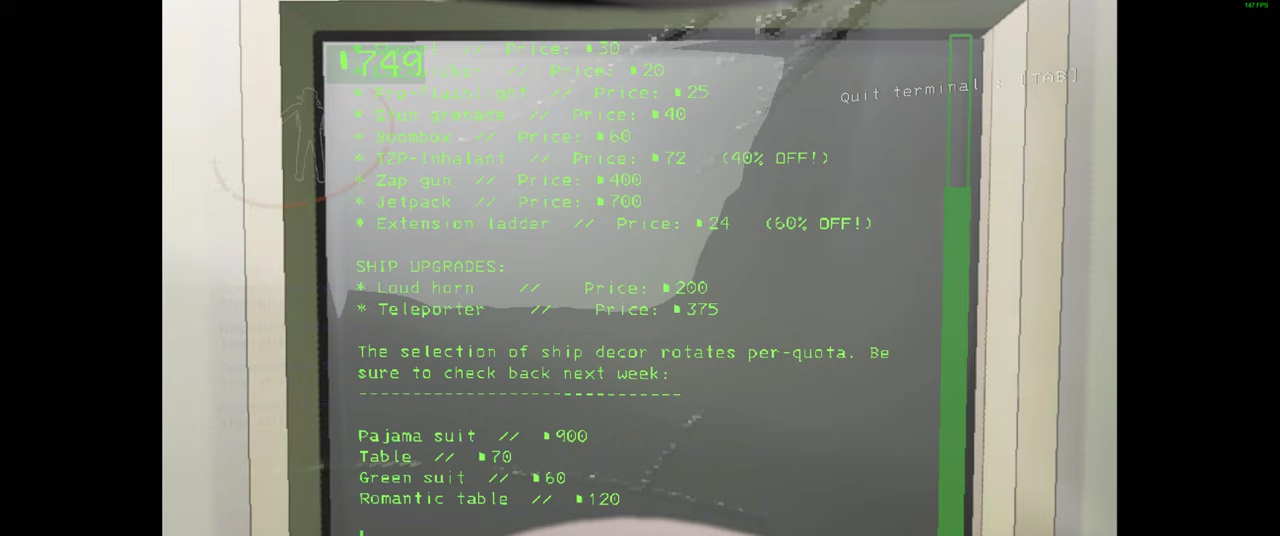 147 FPS
749
// Price: ▮30
// Price: ▮20
Pro-flashlight // Price: ▮25
* Stun grenade // Price: ▮40
* Boombox // Price: ▮60
* TZP-Inhalant // Price: ▮72 (40% OFF!)
* Zap gun // Price: ▮400
* Jetpack // Price: ▮700
* Extension ladder // Price: ▮24 (60% OFF!)
Quit terminal : [TAB]
SHIP UPGRADES:
* Loud horn // Price: ▮200
* Teleporter // Price: ▮375
The selection of ship decor rotates per-quota. Be
sure to check back next week:
------------------------------
Pajama suit // ▮900
Table // ▮70
Green suit // ▮60
Romantic table // ▮120